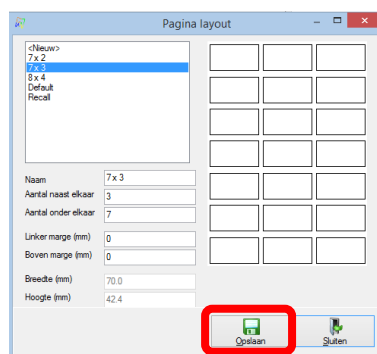 Pagina layout
<Nieuw>
7 x 2
7 x 3
8 x 4
Default
Recall
Naam 7 x 3
Aantal naast elkaar 3
Aantal onder elkaar 7
Linker marge (mm) 0
Boven marge (mm) 0
Breedte (mm) 70.0
Hoogte (mm) 42.4
Opslaan Sluiten